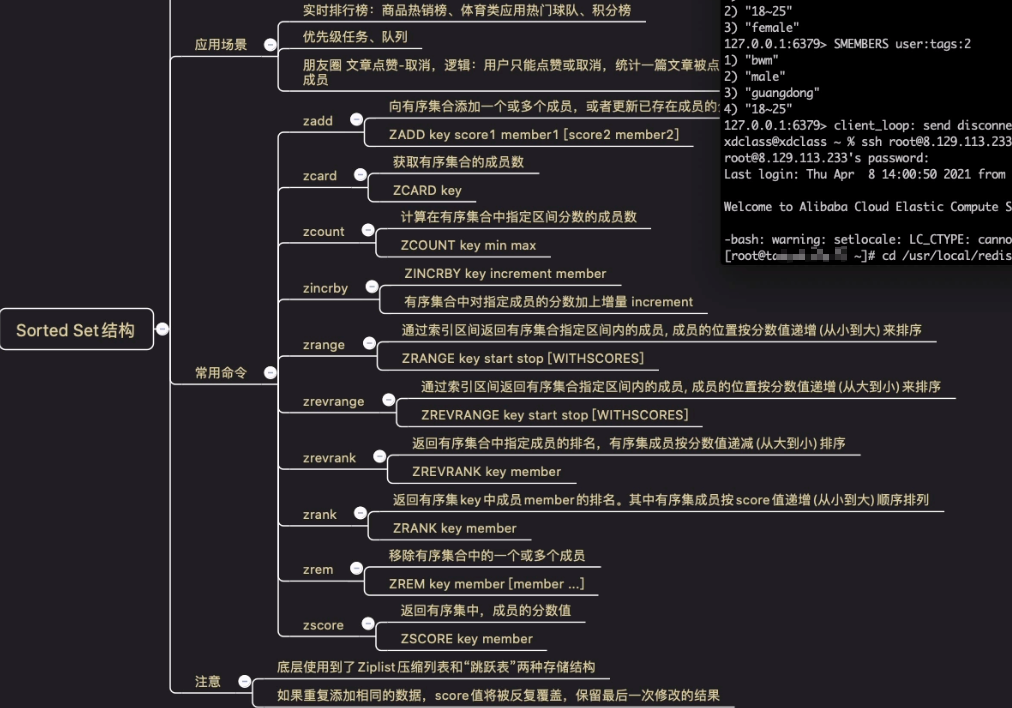 实时排行榜：商品热销榜、体育类应用热门球队、积分榜
应用场景
优先级任务、队列
朋友圈 文章点赞-取消，逻辑：用户只能点赞或取消，统计一篇文章被点
成员
向有序集合添加一个或多个成员，或者更新已存在成员的
zadd
ZADD key score1 member1 [score2 member2]
获取有序集合的成员数
zcard
ZCARD key
计算在有序集合中指定区间分数的成员数
zcount
ZCOUNT key min max
ZINCRBY key increment member
zincrby
有序集合中对指定成员的分数加上增量 increment
Sorted Set结构
通过索引区间返回有序集合指定区间内的成员, 成员的位置按分数值递增(从小到大)来排序
zrange
ZRANGE key start stop [WITHSCORES]
常用命令
通过索引区间返回有序集合指定区间内的成员, 成员的位置按分数值递增(从大到小)来排序
zrevrange
ZREVRANGE key start stop [WITHSCORES]
返回有序集合中指定成员的排名，有序集成员按分数值递减(从大到小)排序
zrevrank
ZREVRANK key member
返回有序集key中成员member的排名。其中有序集成员按score值递增(从小到大)顺序排列
zrank
ZRANK key member
移除有序集合中的一个或多个成员
zrem
ZREM key member [member ...]
返回有序集中，成员的分数值
zscore
ZSCORE key member
底层使用到了Ziplist压缩列表和“跳跃表”两种存储结构
注意
如果重复添加相同的数据，score值将被反复覆盖，保留最后一次修改的结果
2) "18~25"
3) "female"
127.0.0.1:6379> SMEMBERS user:tags:2
1) "bwm"
2) "male"
3) "guangdong"
4) "18~25"
127.0.0.1:6379> client_loop: send disconne
xdclass@xdclass ~ % ssh root@8.129.113.233
root@8.129.113.233's password:
Last login: Thu Apr  8 14:00:50 2021 from
Welcome to Alibaba Cloud Elastic Compute S
-bash: warning: setlocale: LC_CTYPE: canno
~]# cd /usr/local/redis